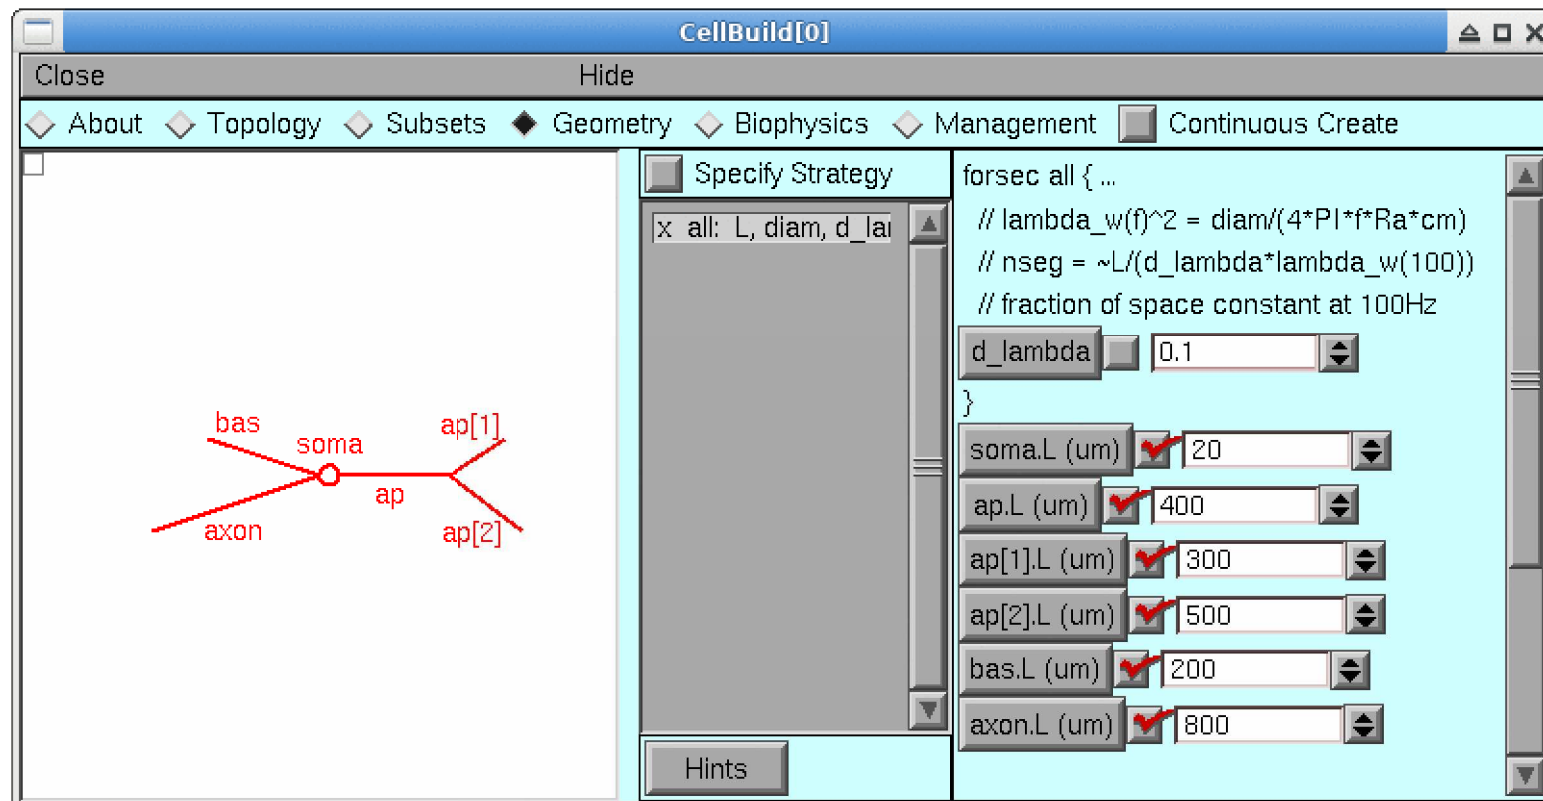 CellBuild[0]
Close Hide
About Topology Subsets Geometry Biophysics Management Continuous Create
bas
soma
ap[1]
ap
axon
ap[2]
Specify Strategy
x all: L, diam, d_la
Hints
forsec all { ...
// lambda_w(f)^2 = diam/(4*PI*f*Ra*cm)
// nseg = ~L/(d_lambda*lambda_w(100))
// fraction of space constant at 100Hz
d_lambda 0.1
}
soma.L (um) 20
ap.L (um) 400
ap[1].L (um) 300
ap[2].L (um) 500
bas.L (um) 200
axon.L (um) 800